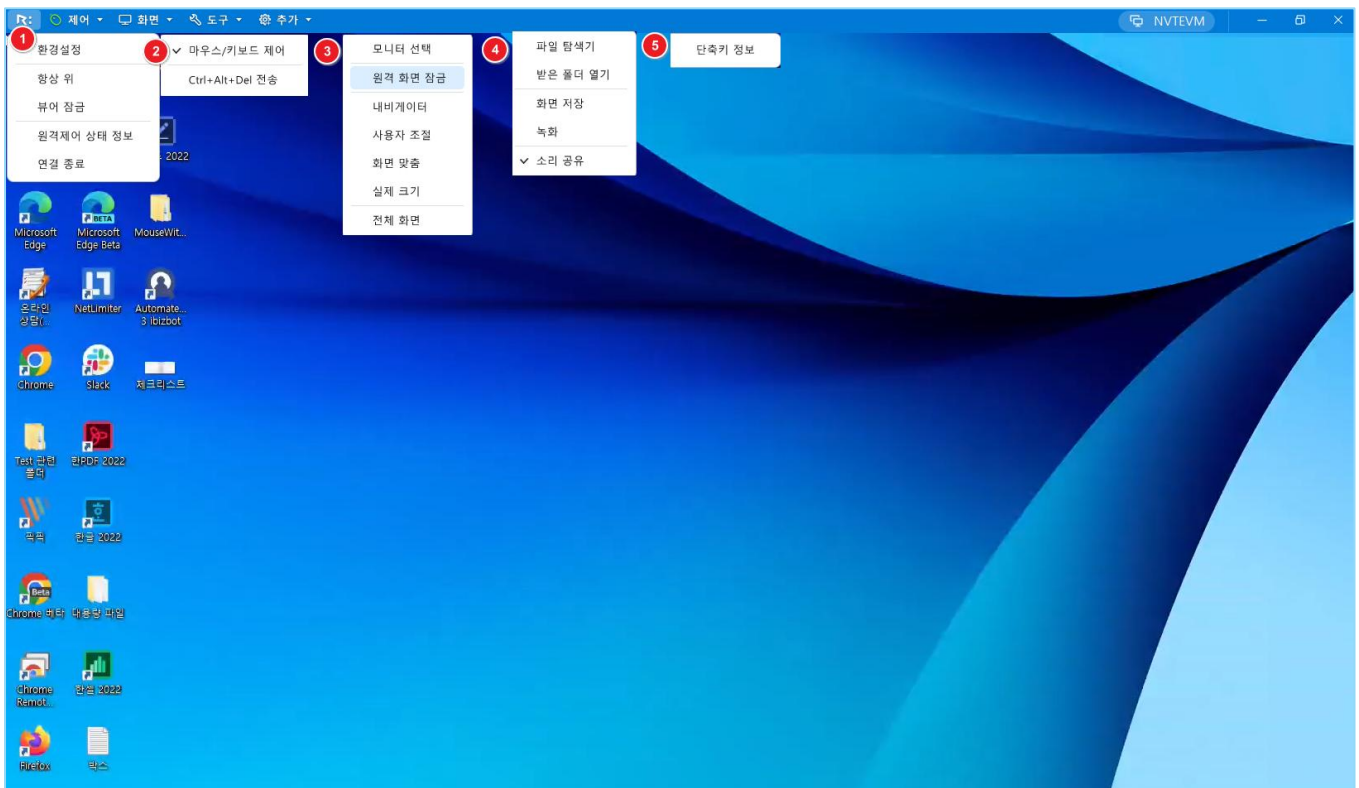 R:
제어
화면
도구
추가
NVTEVM
1
환경설정
항상 위
뷰어 잠금
원격제어 상태 정보
연결 종료
2
마우스/키보드 제어
Ctrl+Alt+Del 전송
3
모니터 선택
원격 화면 잠금
내비게이터
사용자 조절
화면 맞춤
실제 크기
전체 화면
4
파일 탐색기
받은 폴더 열기
화면 저장
녹화
소리 공유
5
단축키 정보
2022
Microsoft
Edge
Microsoft
Edge Beta
BETA
MouseWit...
온라인
상담(...
NetLimiter
Automate...
3 ibizbot
Chrome
Slack
체크리스트
Test 관련
폴더
한PDF 2022
픽픽
한글 2022
Beta
Chrome 베타
대용량 파일
Chrome
Remot...
한셀 2022
Firefox